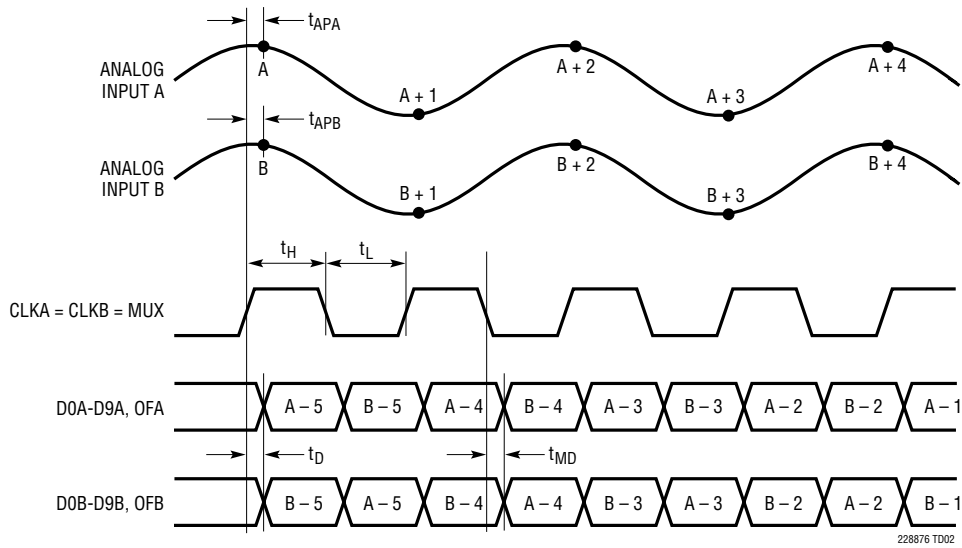 tAPA
ANALOG
INPUT A
A
A + 1
A + 2
A + 3
A + 4
tAPB
ANALOG
INPUT B
B
B + 1
B + 2
B + 3
B + 4
tH
tL
CLKA = CLKB = MUX
D0A-D9A, OFA
A – 5
B – 5
A – 4
B – 4
A – 3
B – 3
A – 2
B – 2
A – 1
tD
tMD
D0B-D9B, OFB
B – 5
A – 5
B – 4
A – 4
B – 3
A – 3
B – 2
A – 2
B – 1
228876 TD02